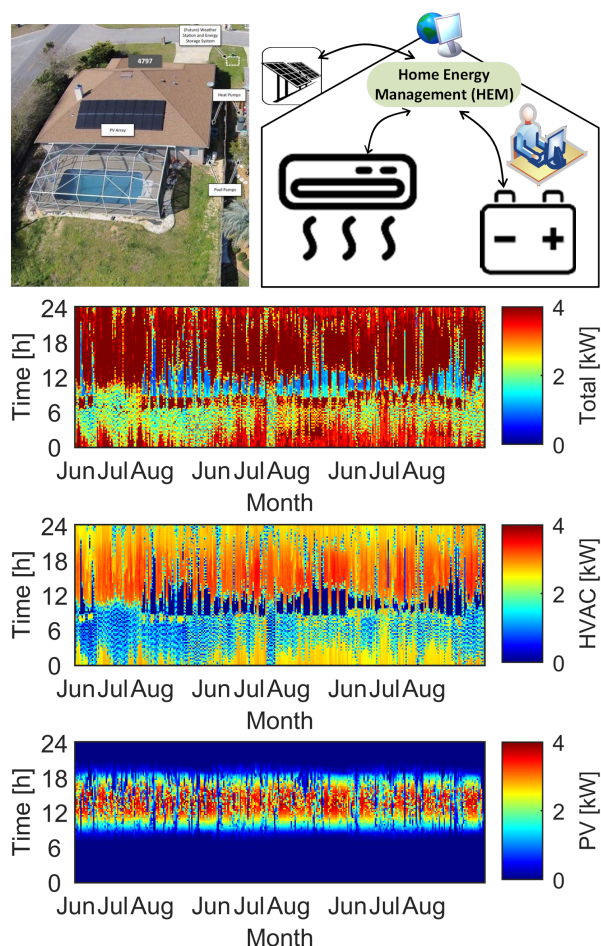 (Future) Weather
Station and Energy
Storage System
4797
Heat Pumps
PV Array
Pool Pumps
Home Energy
Management (HEM)
24
18
12
6
0
Time [h]
Jun Jul Aug Jun Jul Aug Jun Jul Aug
Month
4
2
0
Total [kW]
24
18
12
6
0
Time [h]
Jun Jul Aug Jun Jul Aug Jun Jul Aug
Month
4
2
0
HVAC [kW]
24
18
12
6
0
Time [h]
Jun Jul Aug Jun Jul Aug Jun Jul Aug
Month
4
2
0
PV [kW]